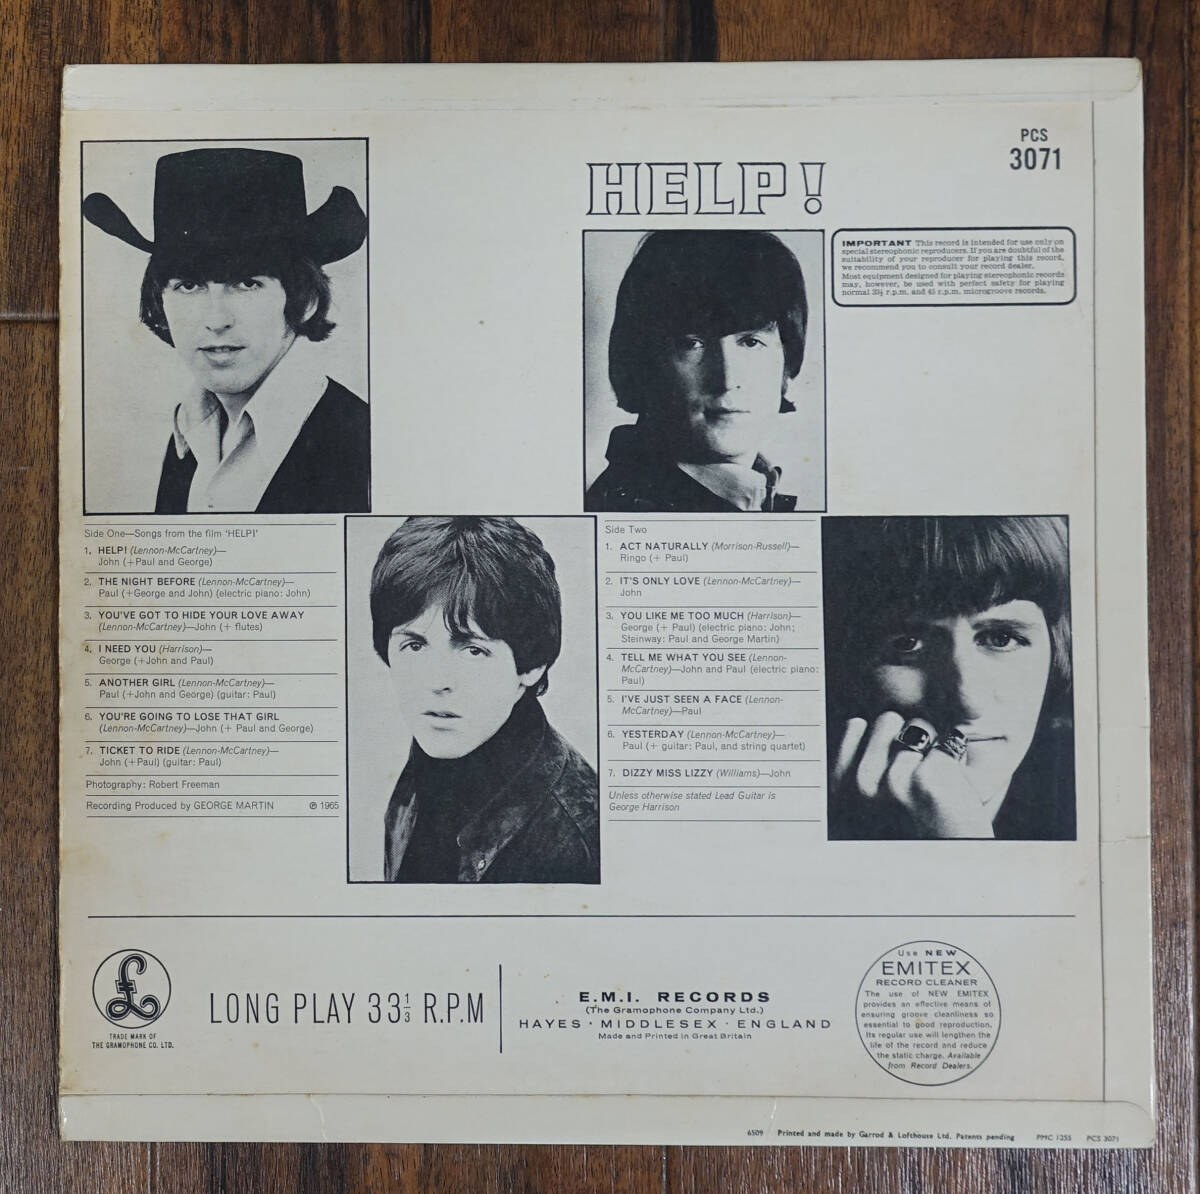 PCS
3071
HELP!
IMPORTANT This record is intended for use only on
special stereophonic reproducers. If you are doubtful of the
suitability of your reproducer for playing this record,
we recommend you to consult your record dealer.
Most equipment designed for playing stereophonic records
may, however, be used with perfect safety for playing
normal 33⅓ r.p.m. and 45 r.p.m. microgroove records.
Side One—Songs from the film 'HELP!'
1. HELP! (Lennon-McCartney)—
John (+Paul and George)
2. THE NIGHT BEFORE (Lennon-McCartney)—
Paul (+George and John) (electric piano: John)
3. YOU'VE GOT TO HIDE YOUR LOVE AWAY
(Lennon-McCartney)—John (+ flutes)
4. I NEED YOU (Harrison)—
George (+John and Paul)
5. ANOTHER GIRL (Lennon-McCartney)—
Paul (+John and George) (guitar: Paul)
6. YOU'RE GOING TO LOSE THAT GIRL
(Lennon-McCartney)—John (+ Paul and George)
7. TICKET TO RIDE (Lennon-McCartney)—
John (+Paul) (guitar: Paul)
Photography: Robert Freeman
Recording Produced by GEORGE MARTIN ℗ 1965
Side Two
1. ACT NATURALLY (Morrison-Russell)—
Ringo (+ Paul)
2. IT'S ONLY LOVE (Lennon-McCartney)—
John
3. YOU LIKE ME TOO MUCH (Harrison)—
George (+ Paul) (electric piano: John;
Steinway: Paul and George Martin)
4. TELL ME WHAT YOU SEE (Lennon-
McCartney)—John and Paul (electric piano:
Paul)
5. I'VE JUST SEEN A FACE (Lennon-
McCartney)—Paul
6. YESTERDAY (Lennon-McCartney)—
Paul (+ guitar: Paul, and string quartet)
7. DIZZY MISS LIZZY (Williams)—John
Unless otherwise stated Lead Guitar is
George Harrison
£
TRADE MARK OF
THE GRAMOPHONE CO. LTD.
LONG PLAY 33⅓ R.P.M
E.M.I. RECORDS
(The Gramophone Company Ltd.)
HAYES · MIDDLESEX · ENGLAND
Made and Printed in Great Britain
Use NEW
EMITEX
RECORD CLEANER
The use of NEW EMITEX
provides an effective means of
ensuring groove cleanliness so
essential to good reproduction.
Its regular use will lengthen the
life of the record and reduce
the static charge. Available
from Record Dealers.
6509 Printed and made by Garrod & Lofthouse Ltd. Patents pending PMC 1255 PCS 3071